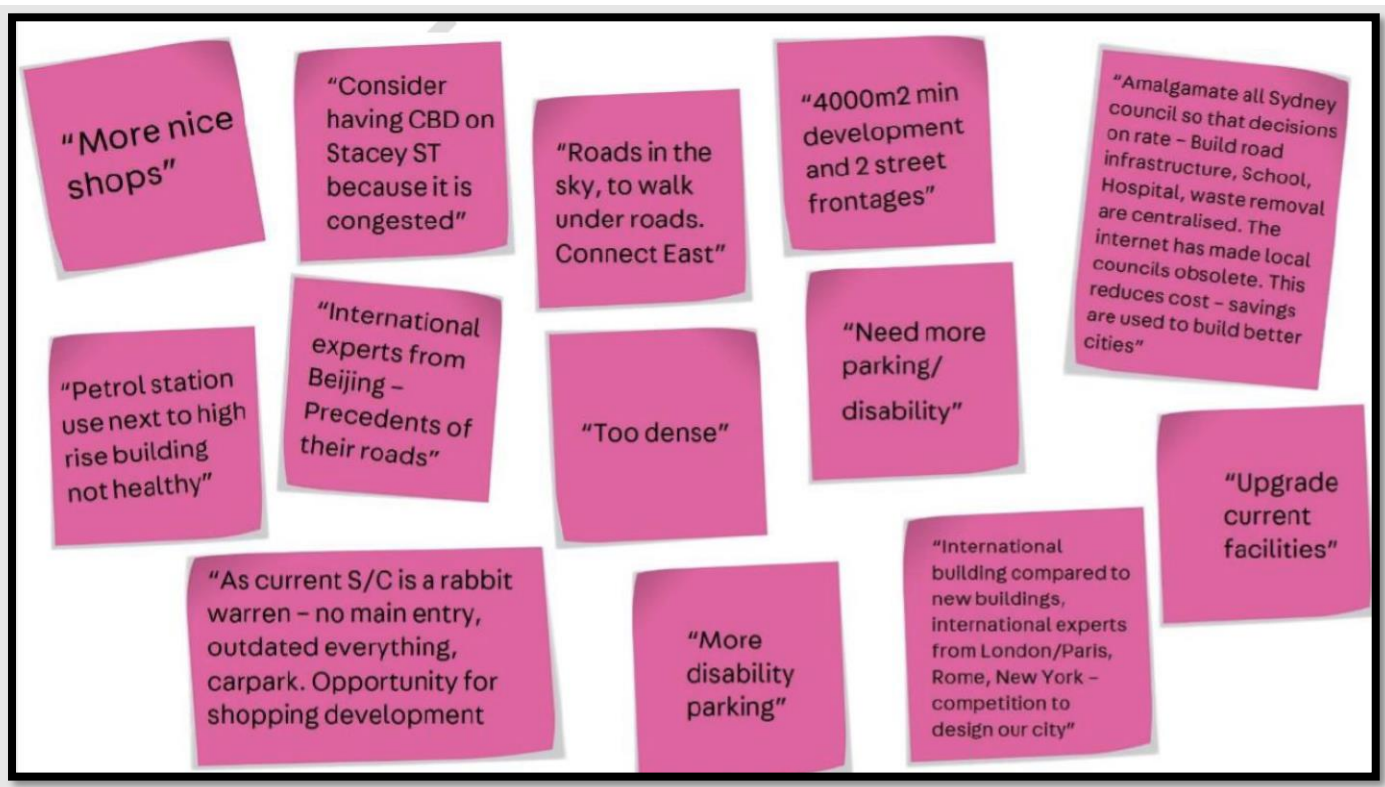 “More nice
shops”
“Consider
having CBD on
Stacey ST
because it is
congested”
“Roads in the
sky, to walk
under roads.
Connect East”
“4000m2 min
development
and 2 street
frontages”
“Amalgamate all Sydney
council so that decisions
on rate – Build road
infrastructure, School,
Hospital, waste removal
are centralised. The
internet has made local
councils obsolete. This
reduces cost – savings
are used to build better
cities”
“Petrol station
use next to high
rise building
not healthy”
“International
experts from
Beijing –
Precedents of
their roads”
“Too dense”
“Need more
parking/
disability”
“Upgrade
current
facilities”
“As current S/C is a rabbit
warren – no main entry,
outdated everything,
carpark. Opportunity for
shopping development
“More
disability
parking”
“International
building compared to
new buildings,
international experts
from London/Paris,
Rome, New York –
competition to
design our city”